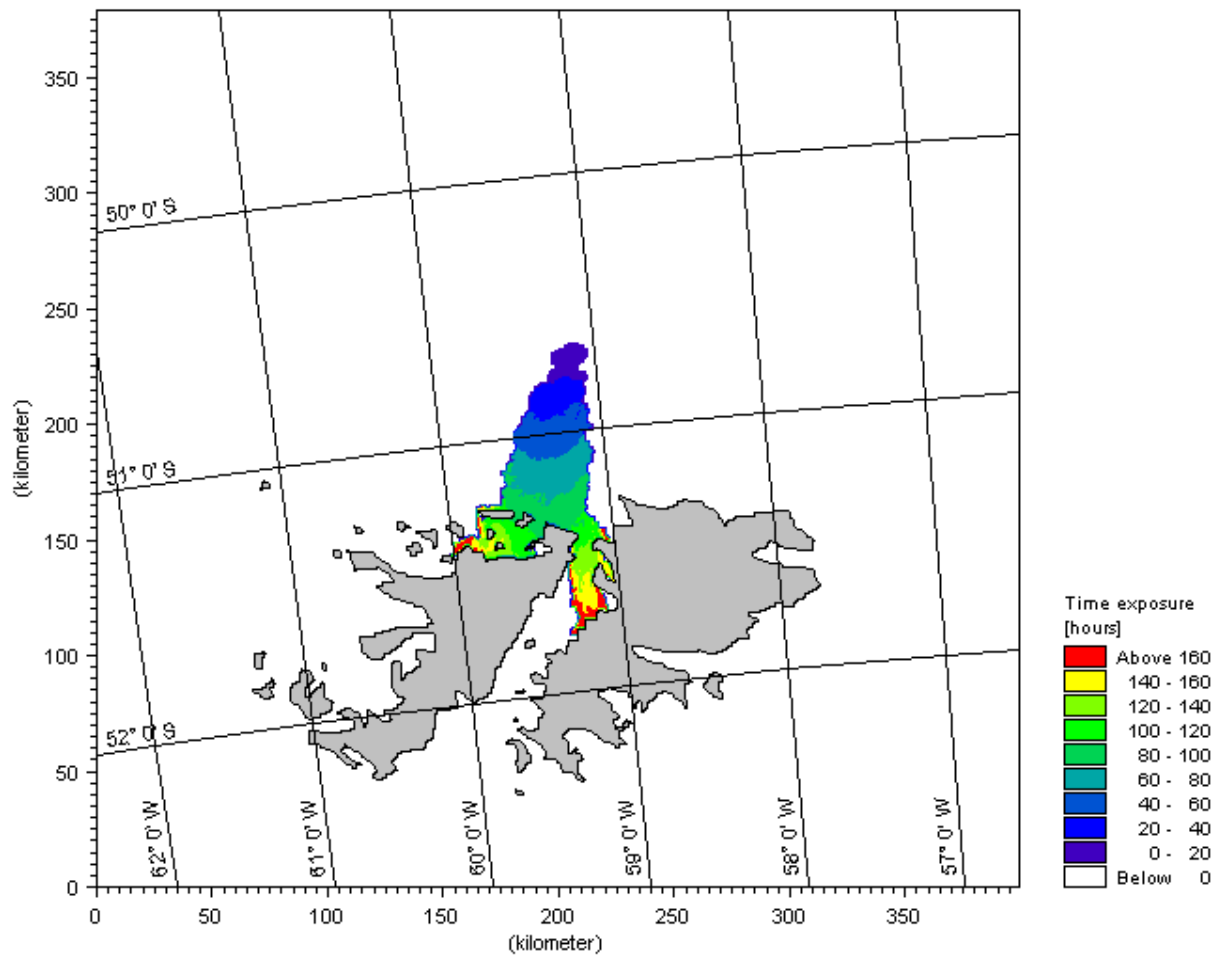 350
300
50° 0' S
250
200
(kilometer)
51° 0' S
150
100
52° 0' S
50
0
62° 0' W
61° 0' W
60° 0' W
59° 0' W
58° 0' W
57° 0' W
0 50 100 150 200 250 300 350
(kilometer)
Time exposure
[hours]
Above 160
140 - 160
120 - 140
100 - 120
80 - 100
60 - 80
40 - 60
20 - 40
0 - 20
Below 0